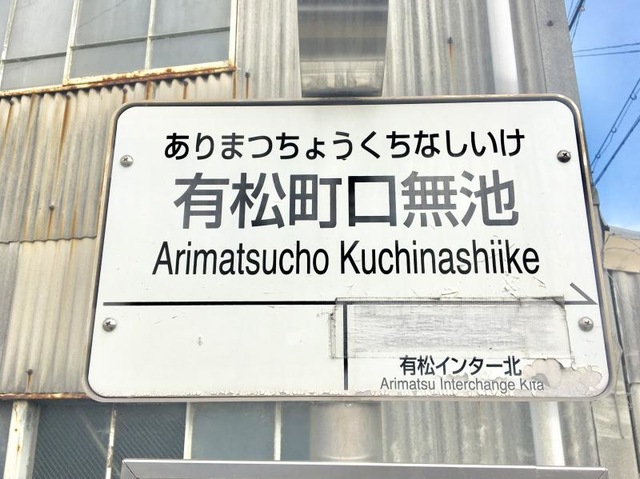 ありまつちょうくちなしいけ
有松町口無池
Arimatsucho Kuchinashiike
有松インター北
Arimatsu Interchange Kita